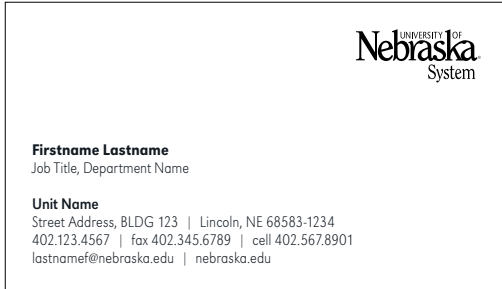 UNIVERSITY OF
Nebraska
System
Firstname Lastname
Job Title, Department Name
Unit Name
Street Address, BLDG 123 | Lincoln, NE 68583-1234
402.123.4567 | fax 402.345.6789 | cell 402.567.8901
lastnamef@nebraska.edu | nebraska.edu